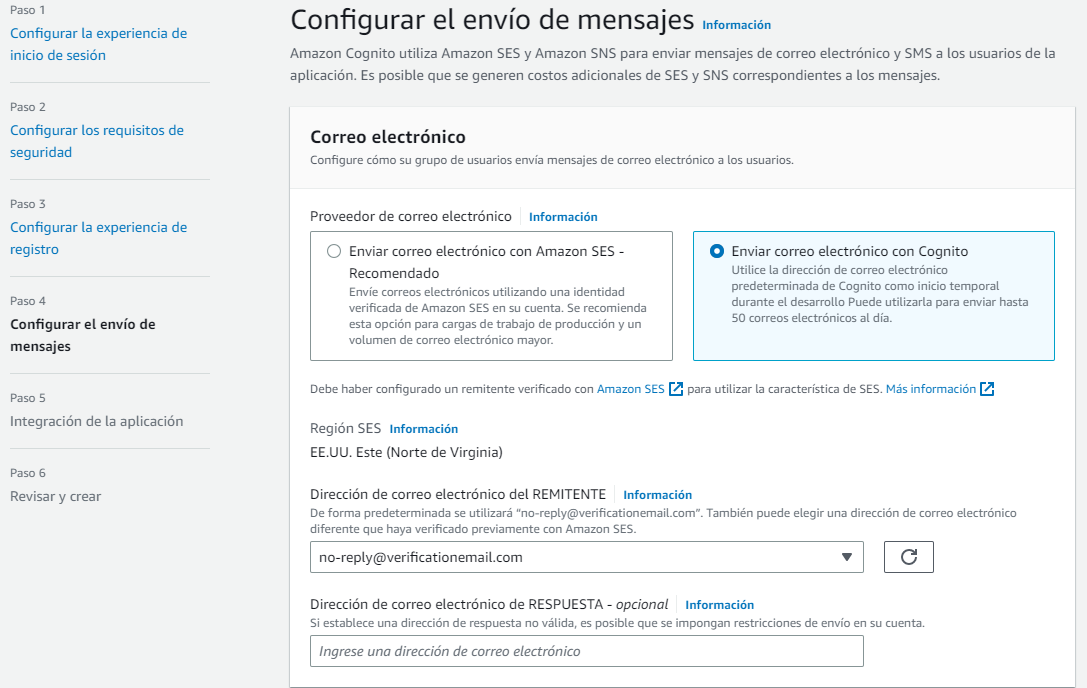 Paso 1
Configurar la experiencia de
inicio de sesión
Paso 2
Configurar los requisitos de
seguridad
Paso 3
Configurar la experiencia de
registro
Paso 4
Configurar el envío de
mensajes
Paso 5
Integración de la aplicación
Paso 6
Revisar y crear
Configurar el envío de mensajes Información
Amazon Cognito utiliza Amazon SES y Amazon SNS para enviar mensajes de correo electrónico y SMS a los usuarios de la
aplicación. Es posible que se generen costos adicionales de SES y SNS correspondientes a los mensajes.
Correo electrónico
Configure cómo su grupo de usuarios envía mensajes de correo electrónico a los usuarios.
Proveedor de correo electrónico Información
Enviar correo electrónico con Amazon SES -
Recomendado
Envíe correos electrónicos utilizando una identidad
verificada de Amazon SES en su cuenta. Se recomienda
esta opción para cargas de trabajo de producción y un
volumen de correo electrónico mayor.
Enviar correo electrónico con Cognito
Utilice la dirección de correo electrónico
predeterminada de Cognito como inicio temporal
durante el desarrollo Puede utilizarla para enviar hasta
50 correos electrónicos al día.
Debe haber configurado un remitente verificado con Amazon SES para utilizar la característica de SES. Más información
Región SES Información
EE.UU. Este (Norte de Virginia)
Dirección de correo electrónico del REMITENTE Información
De forma predeterminada se utilizará “no-reply@verificationemail.com”. También puede elegir una dirección de correo electrónico
diferente que haya verificado previamente con Amazon SES.
no-reply@verificationemail.com
Dirección de correo electrónico de RESPUESTA - opcional Información
Si establece una dirección de respuesta no válida, es posible que se impongan restricciones de envío en su cuenta.
Ingrese una dirección de correo electrónico